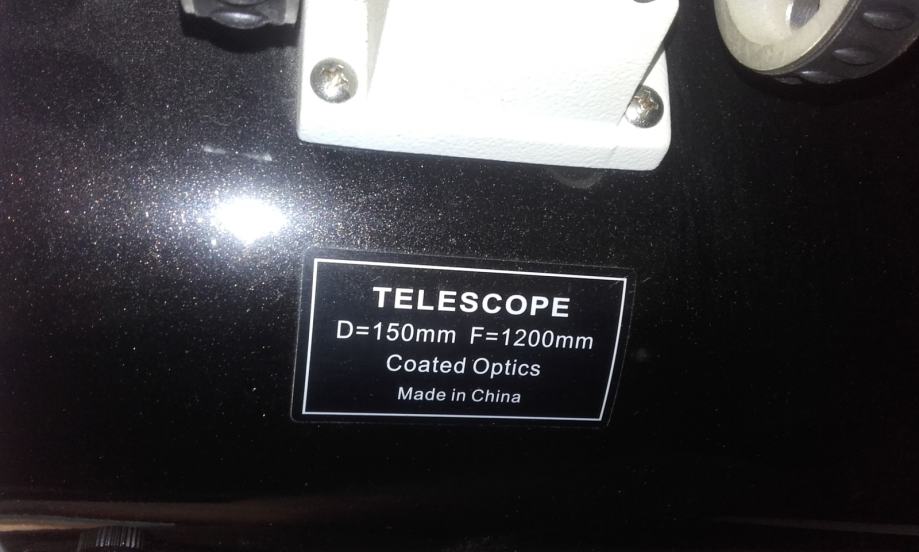 TELESCOPE
D=150mm F=1200mm
Coated Optics
Made in China